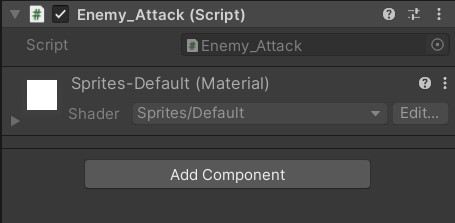 Enemy_Attack (Script)
Script Enemy_Attack
Sprites-Default (Material)
Shader Sprites/Default Edit...
Add Component